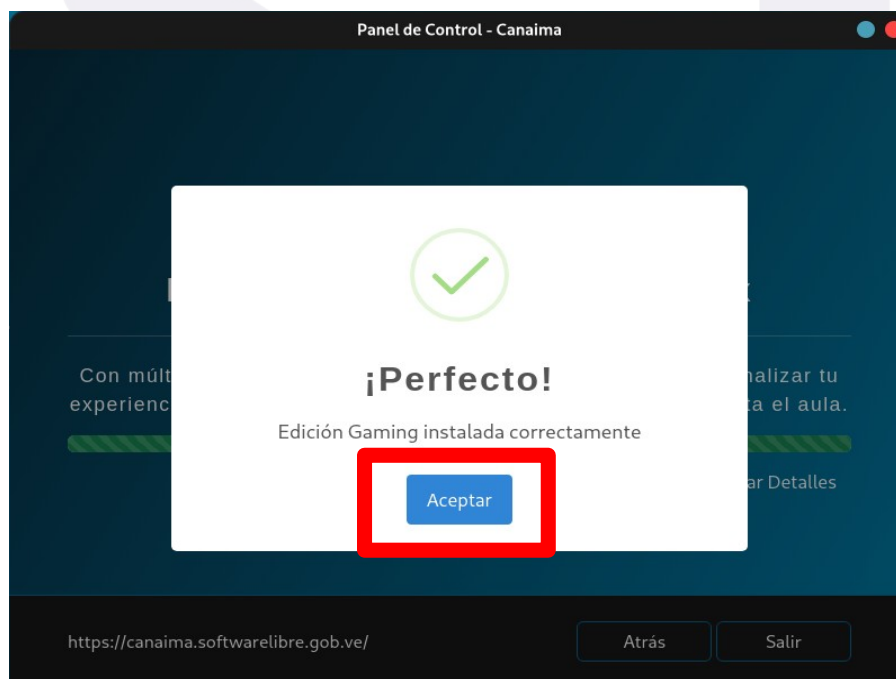 Panel de Control - Canaima
Con múlt
nalizar tu
experienc
ta el aula.
¡Perfecto!
Edición Gaming instalada correctamente
Aceptar
ar Detalles
https://canaima.softwarelibre.gob.ve/
Atrás
Salir